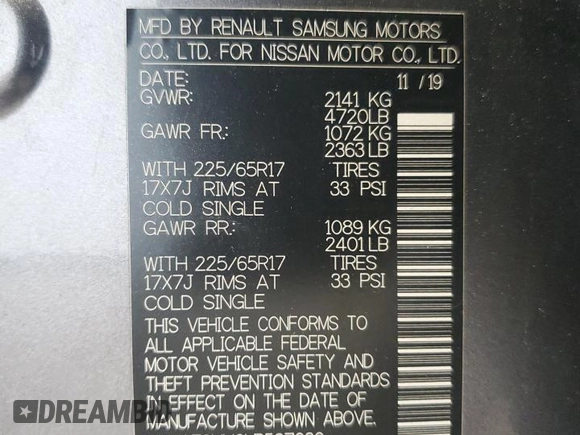 MFD BY RENAULT SAMSUNG MOTORS
CO., LTD. FOR NISSAN MOTOR CO., LTD.
DATE: 11 / 19
GVWR: 2141 KG
4720LB
GAWR FR.: 1072 KG
2363 LB
WITH 225/65R17 TIRES
17X7J RIMS AT 33 PSI
COLD SINGLE
GAWR RR.: 1089 KG
2401 LB
WITH 225/65R17 TIRES
17X7J RIMS AT 33 PSI
COLD SINGLE
THIS VEHICLE CONFORMS TO
ALL APPLICABLE FEDERAL
MOTOR VEHICLE SAFETY AND
THEFT PREVENTION STANDARDS
IN EFFECT ON THE DATE OF
MANUFACTURE SHOWN ABOVE.
DREAMBID